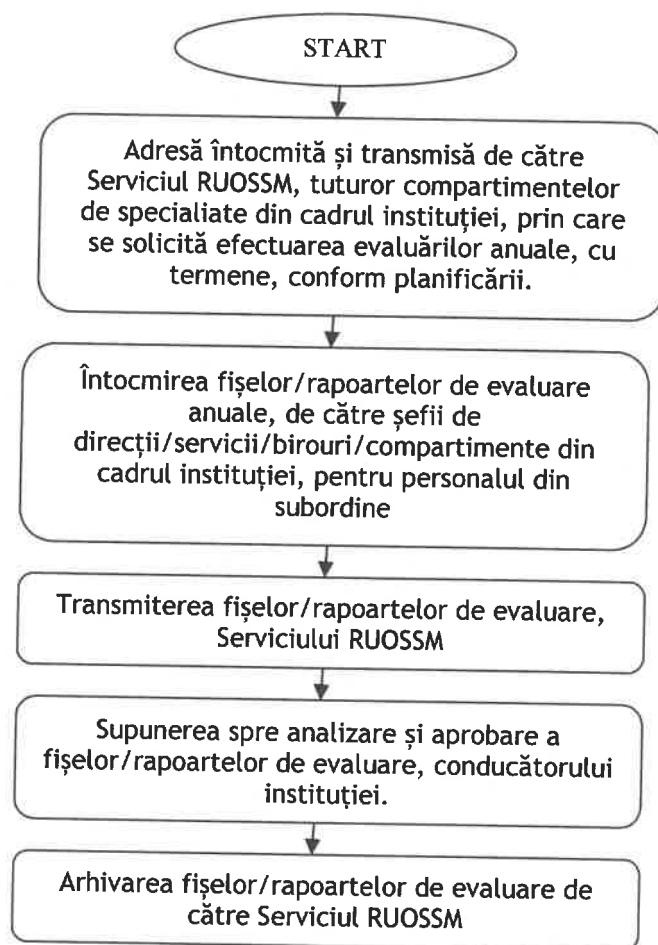 START
Adresă întocmită și transmisă de către
Serviciul RUOSSM, tuturor compartimentelor
de specialiate din cadrul instituției, prin care
se solicită efectuarea evaluărilor anuale, cu
termene, conform planificării.
Întocmirea fișelor/rapoartelor de evaluare
anuale, de către șefii de
direcții/servicii/birouri/compartimente din
cadrul instituției, pentru personalul din
subordine
Transmiterea fișelor/rapoartelor de evaluare,
Serviciului RUOSSM
Supunerea spre analizare și aprobare a
fișelor/rapoartelor de evaluare, conducătorului
instituției.
Arhivarea fișelor/rapoartelor de evaluare de
către Serviciul RUOSSM